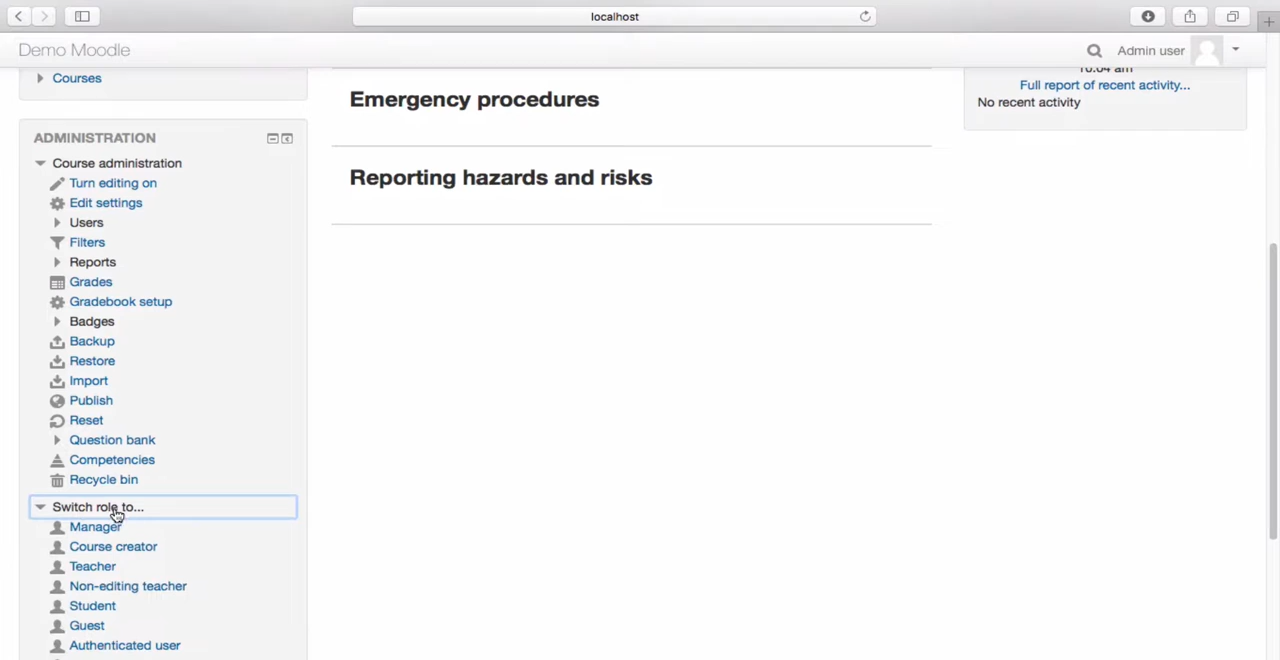 localhost
Demo Moodle
Admin user
Courses
ADMINISTRATION
Course administration
Turn editing on
Edit settings
Users
Filters
Reports
Grades
Gradebook setup
Badges
Backup
Restore
Import
Publish
Reset
Question bank
Competencies
Recycle bin
Switch role to...
Manager
Course creator
Teacher
Non-editing teacher
Student
Guest
Authenticated user
Emergency procedures
Reporting hazards and risks
10:04 am
Full report of recent activity...
No recent activity